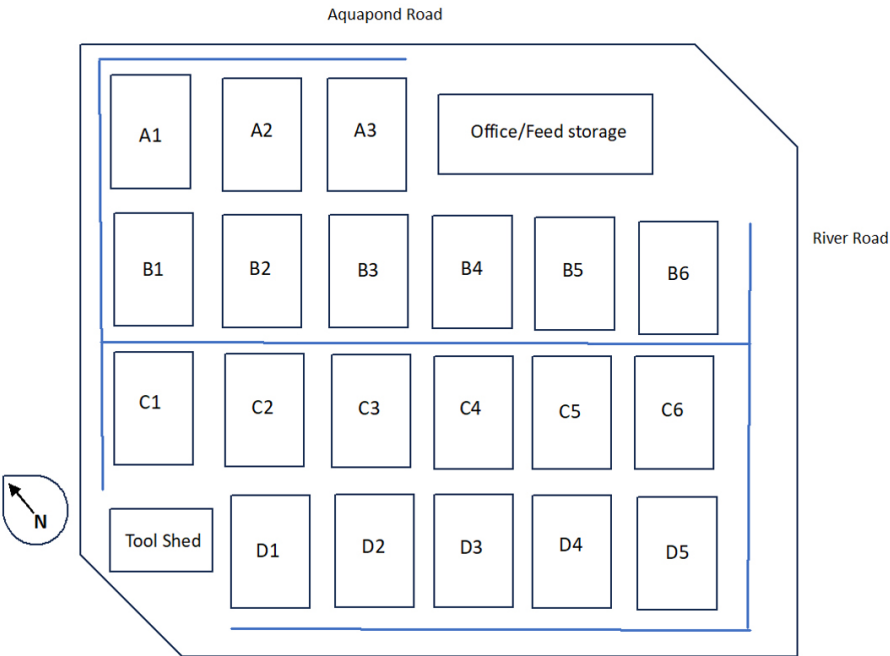 Aquapond Road
A1 A2 A3 Office/Feed storage
River Road
B1 B2 B3 B4 B5 B6
C1 C2 C3 C4 C5 C6
N
Tool Shed D1 D2 D3 D4 D5